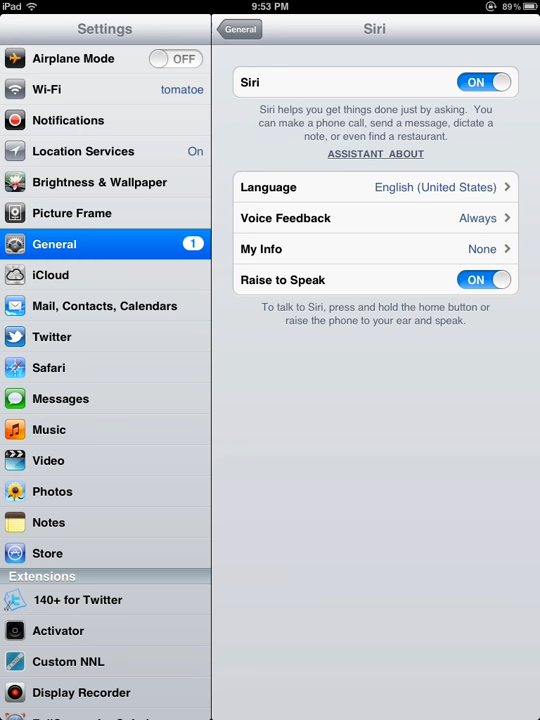 iPad
9:53 PM
89%
Settings
Airplane Mode
OFF
Wi-Fi
tomatoe
Notifications
Location Services
On
Brightness & Wallpaper
Picture Frame
General
1
iCloud
Mail, Contacts, Calendars
Twitter
Safari
Messages
Music
Video
Photos
Notes
Store
Extensions
140+ for Twitter
Activator
Custom NNL
Display Recorder
General
Siri
Siri
ON
Siri helps you get things done just by asking. You
can make a phone call, send a message, dictate a
note, or even find a restaurant.
ASSISTANT_ABOUT
Language
English (United States)
Voice Feedback
Always
My Info
None
Raise to Speak
ON
To talk to Siri, press and hold the home button or
raise the phone to your ear and speak.